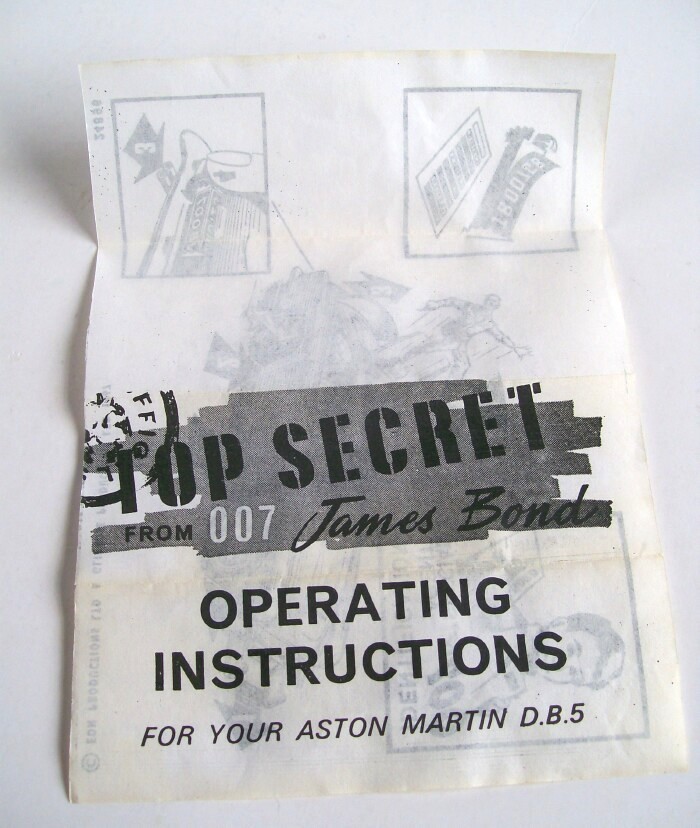 TOP SECRET
FROM 007 James Bond
OPERATING
INSTRUCTIONS
FOR YOUR ASTON MARTIN D.B.5